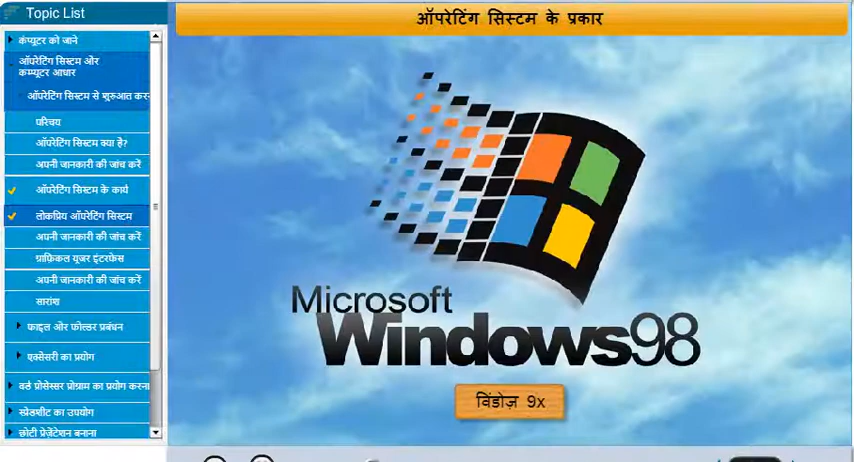 Topic List
कंप्यूटर को जाने
ऑपरेटिंग सिस्टम और
कम्प्यूटर आधार
ऑपरेटिंग सिस्टम से शुरुआत कर
परिचय
ऑपरेटिंग सिस्टम क्या है?
अपनी जानकारी की जांच करें
ऑपरेटिंग सिस्टम के कार्य
लोकप्रिय ऑपरेटिंग सिस्टम
अपनी जानकारी की जांच करें
ग्राफ़िकल यूजर इंटरफेस
अपनी जानकारी की जांच करें
सारांश
फाइल और फोल्डर प्रबंधन
एक्सेसरी का प्रयोग
वर्ड प्रोसेसर प्रोग्राम का प्रयोग करना
स्प्रेडशीट का उपयोग
छोटी प्रेज़ेंटेशन बनाना
ऑपरेटिंग सिस्टम के प्रकार
Microsoft
Windows98
विंडोज़ 9x